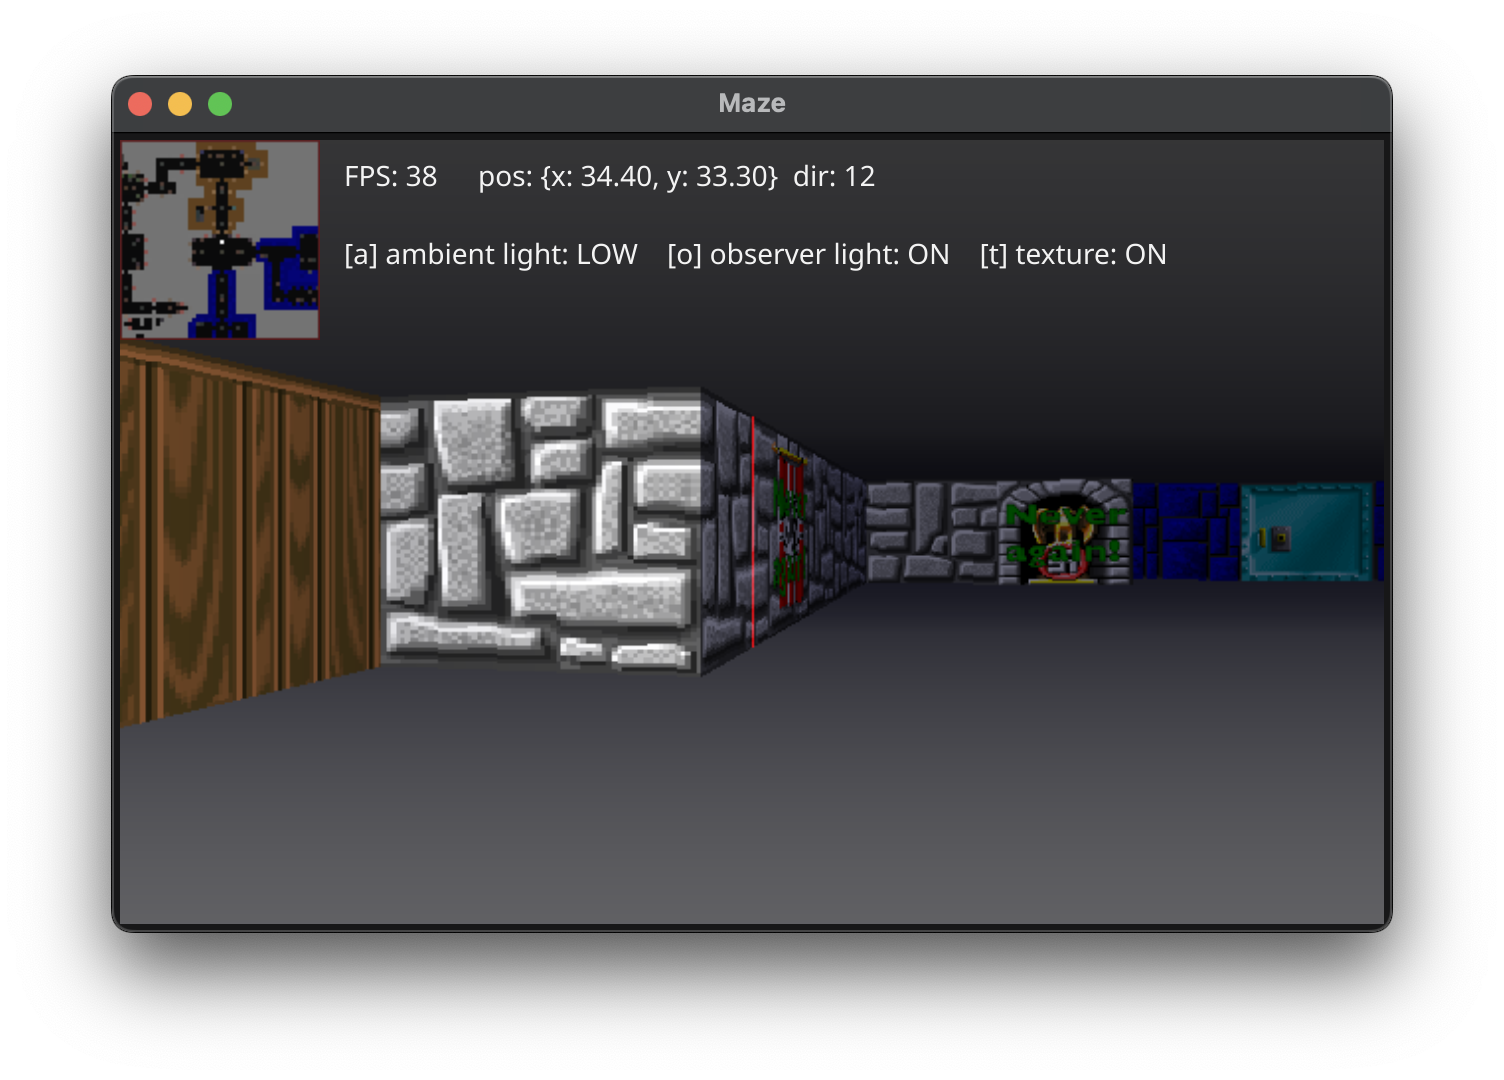 Maze
FPS: 38 pos: {x: 34.40, y: 33.30} dir: 12
[a] ambient light: LOW [o] observer light: ON [t] texture: ON
Never
again!